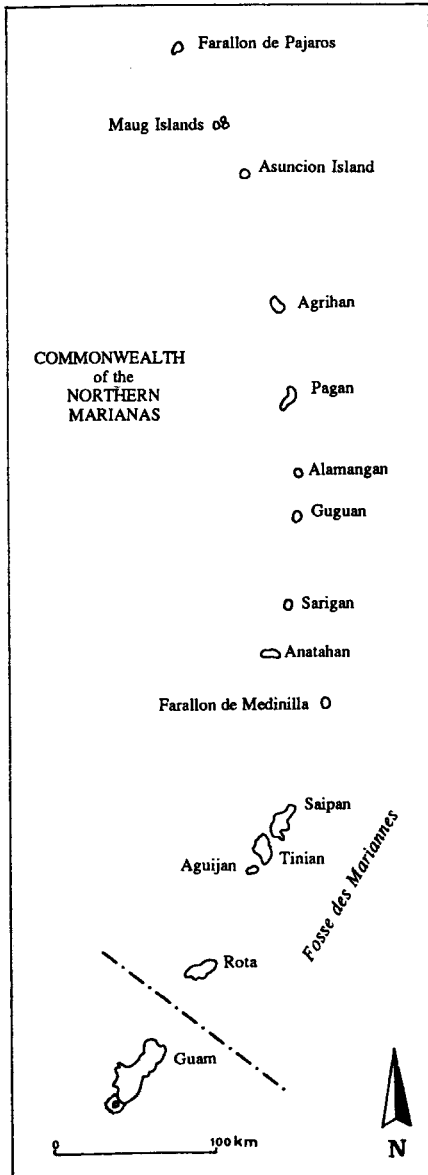 Farallon de Pajaros
Maug Islands
Asuncion Island
Agrihan
COMMONWEALTH
of the
NORTHERN
MARIANAS
Pagan
Alamangan
Guguan
Sarigan
Anatahan
Farallon de Medinilla
Saipan
Tinian
Aguijan
Fosse des Mariannes
Rota
Guam
0 100 km
N